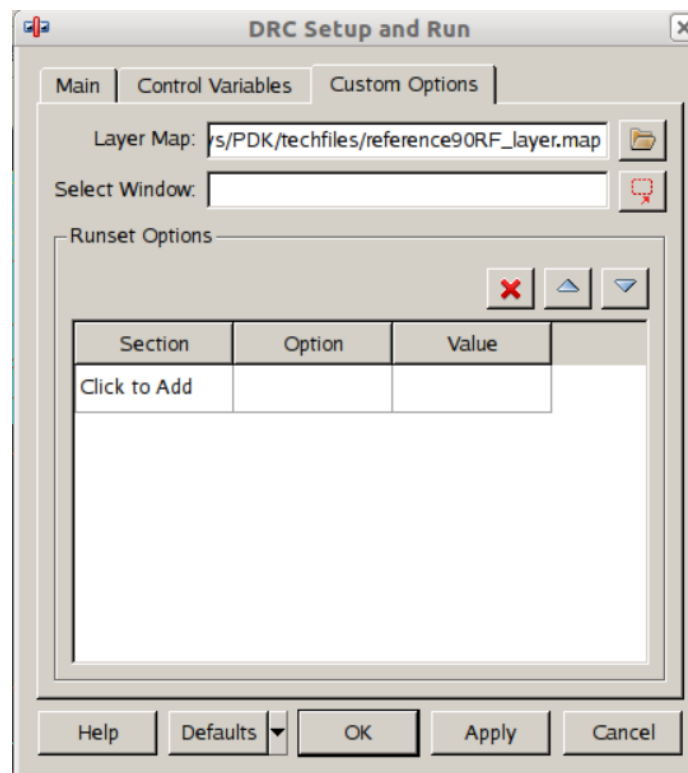 DRC Setup and Run
Main Control Variables Custom Options
Layer Map: ys/PDK/techfiles/reference90RF_layer.map
Select Window:
Runset Options
Section Option Value
Click to Add
Help Defaults OK Apply Cancel